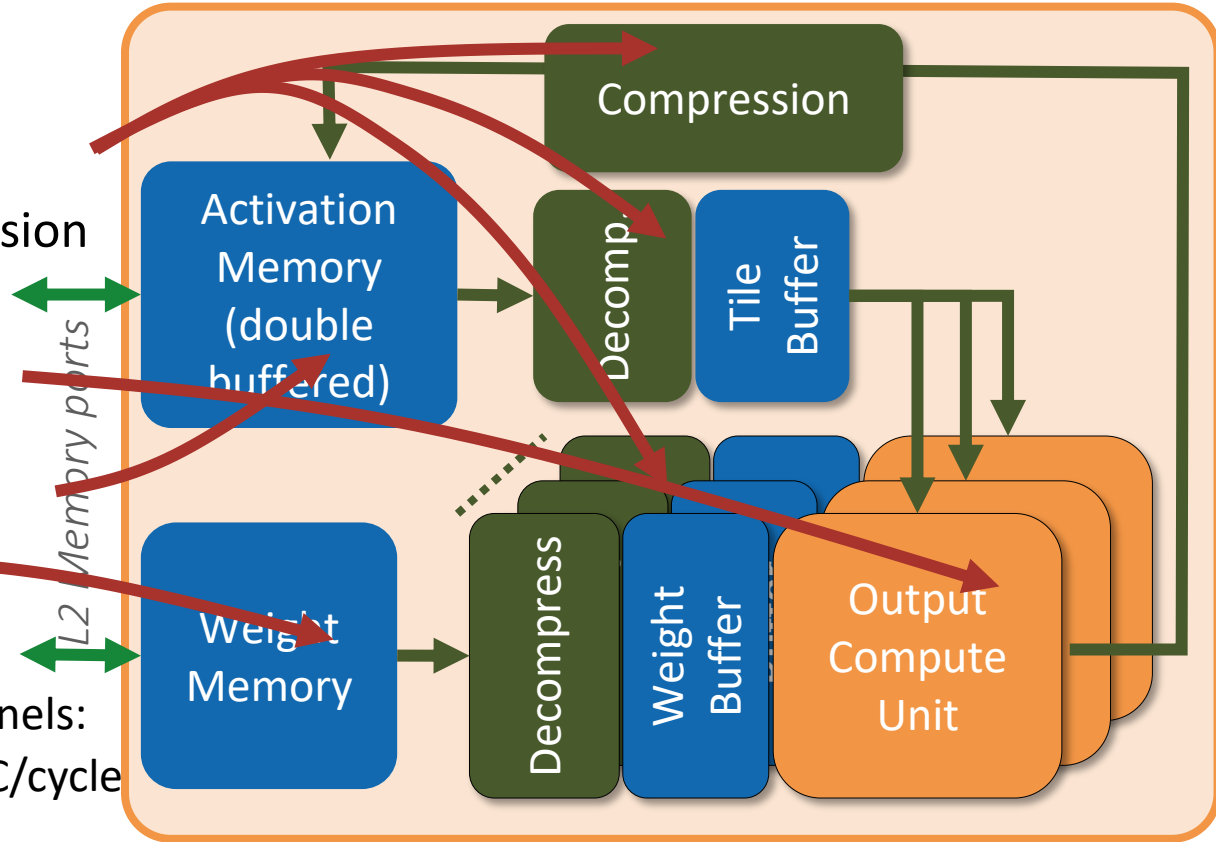 Compression
Activation
Memory
(double
buffered)
Decomp.
Tile
Buffer
sion
L2 Memory ports
Weight
Memory
Decompress
Weight
Buffer
Output
Compute
Unit
nels:
C/cycle